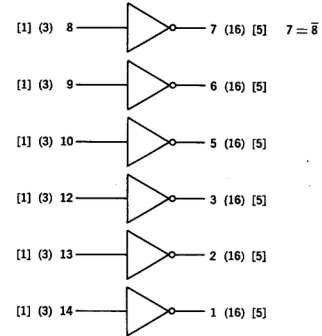 [1] (3) 8 7 (16) [5] 7 = 8̅
[1] (3) 9 6 (16) [5]
[1] (3) 10 5 (16) [5]
[1] (3) 12 3 (16) [5]
[1] (3) 13 2 (16) [5]
[1] (3) 14 1 (16) [5]